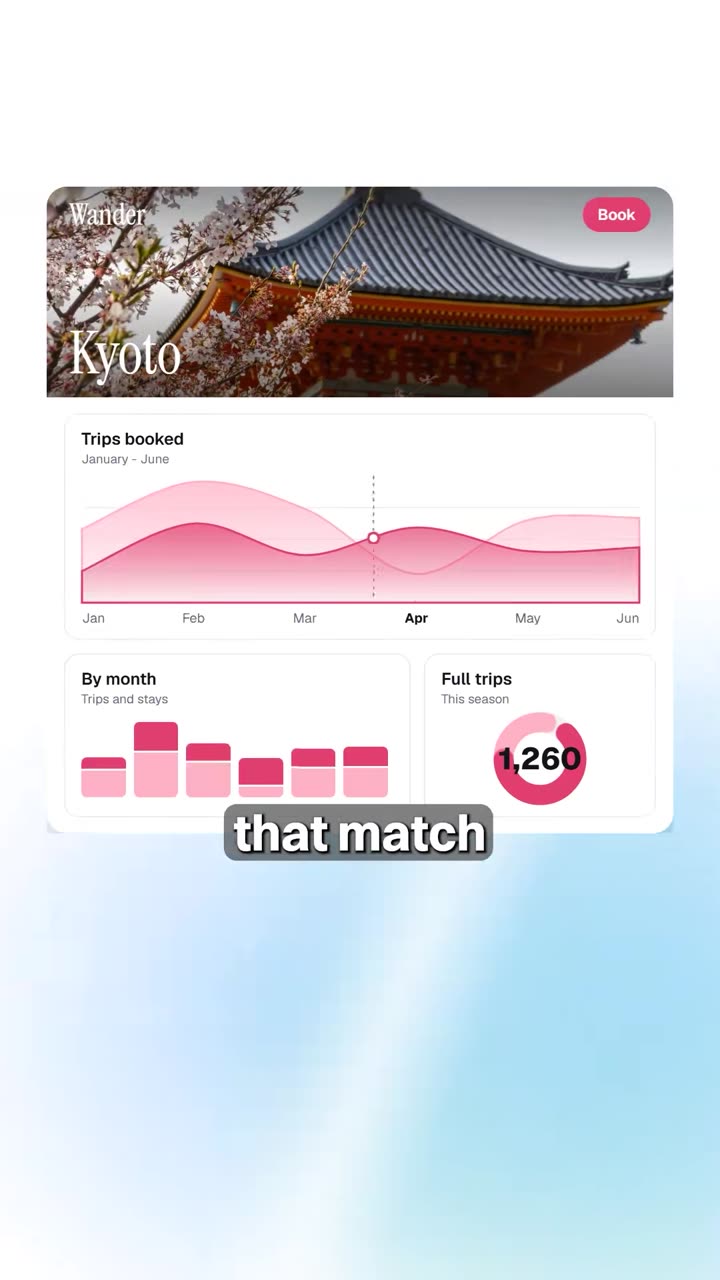 Wander
Book
Kyoto
Trips booked
January - June
Jan Feb Mar Apr May Jun
By month
Trips and stays
Full trips
This season
1,260
that match